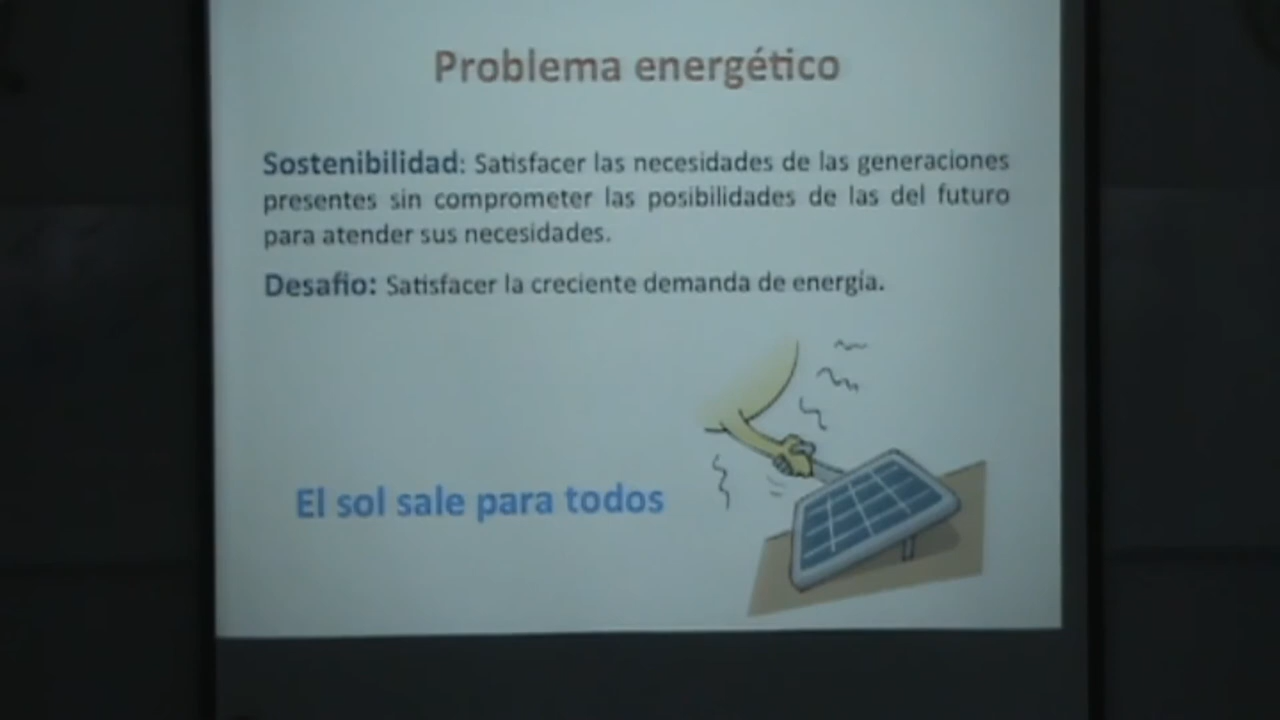 Problema energético
Sostenibilidad: Satisfacer las necesidades de las generaciones
presentes sin comprometer las posibilidades de las del futuro
para atender sus necesidades.
Desafio: Satisfacer la creciente demanda de energía.
El sol sale para todos